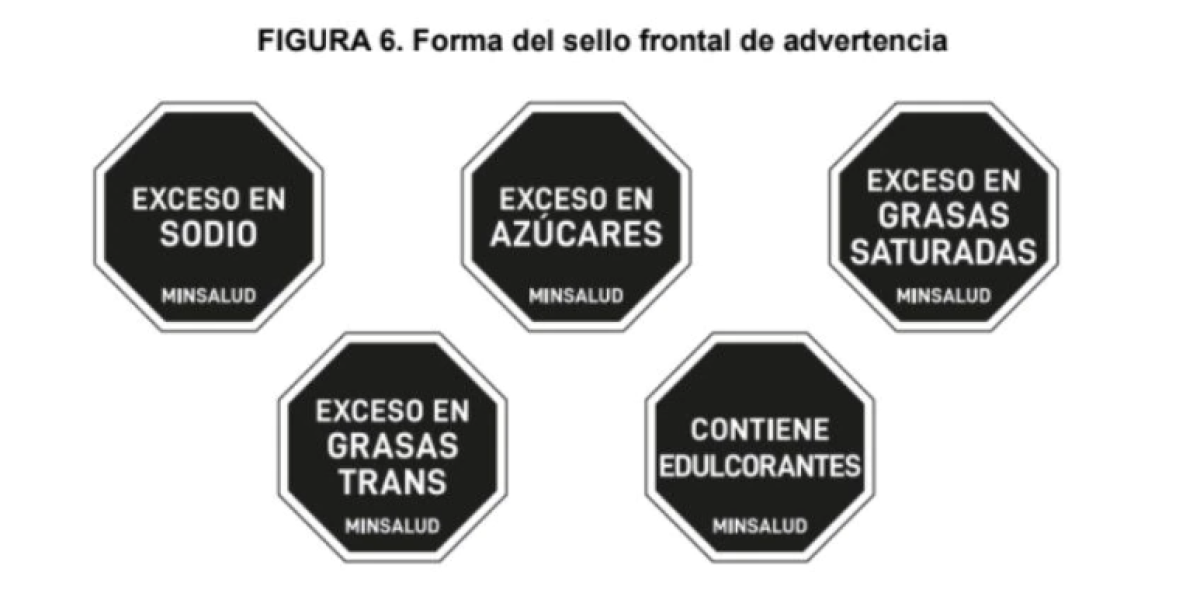 FIGURA 6. Forma del sello frontal de advertencia
EXCESO EN
SODIO
MINSALUD
EXCESO EN
AZÚCARES
MINSALUD
EXCESO EN
GRASAS
SATURADAS
MINSALUD
EXCESO EN
GRASAS
TRANS
MINSALUD
CONTIENE
EDULCORANTES
MINSALUD